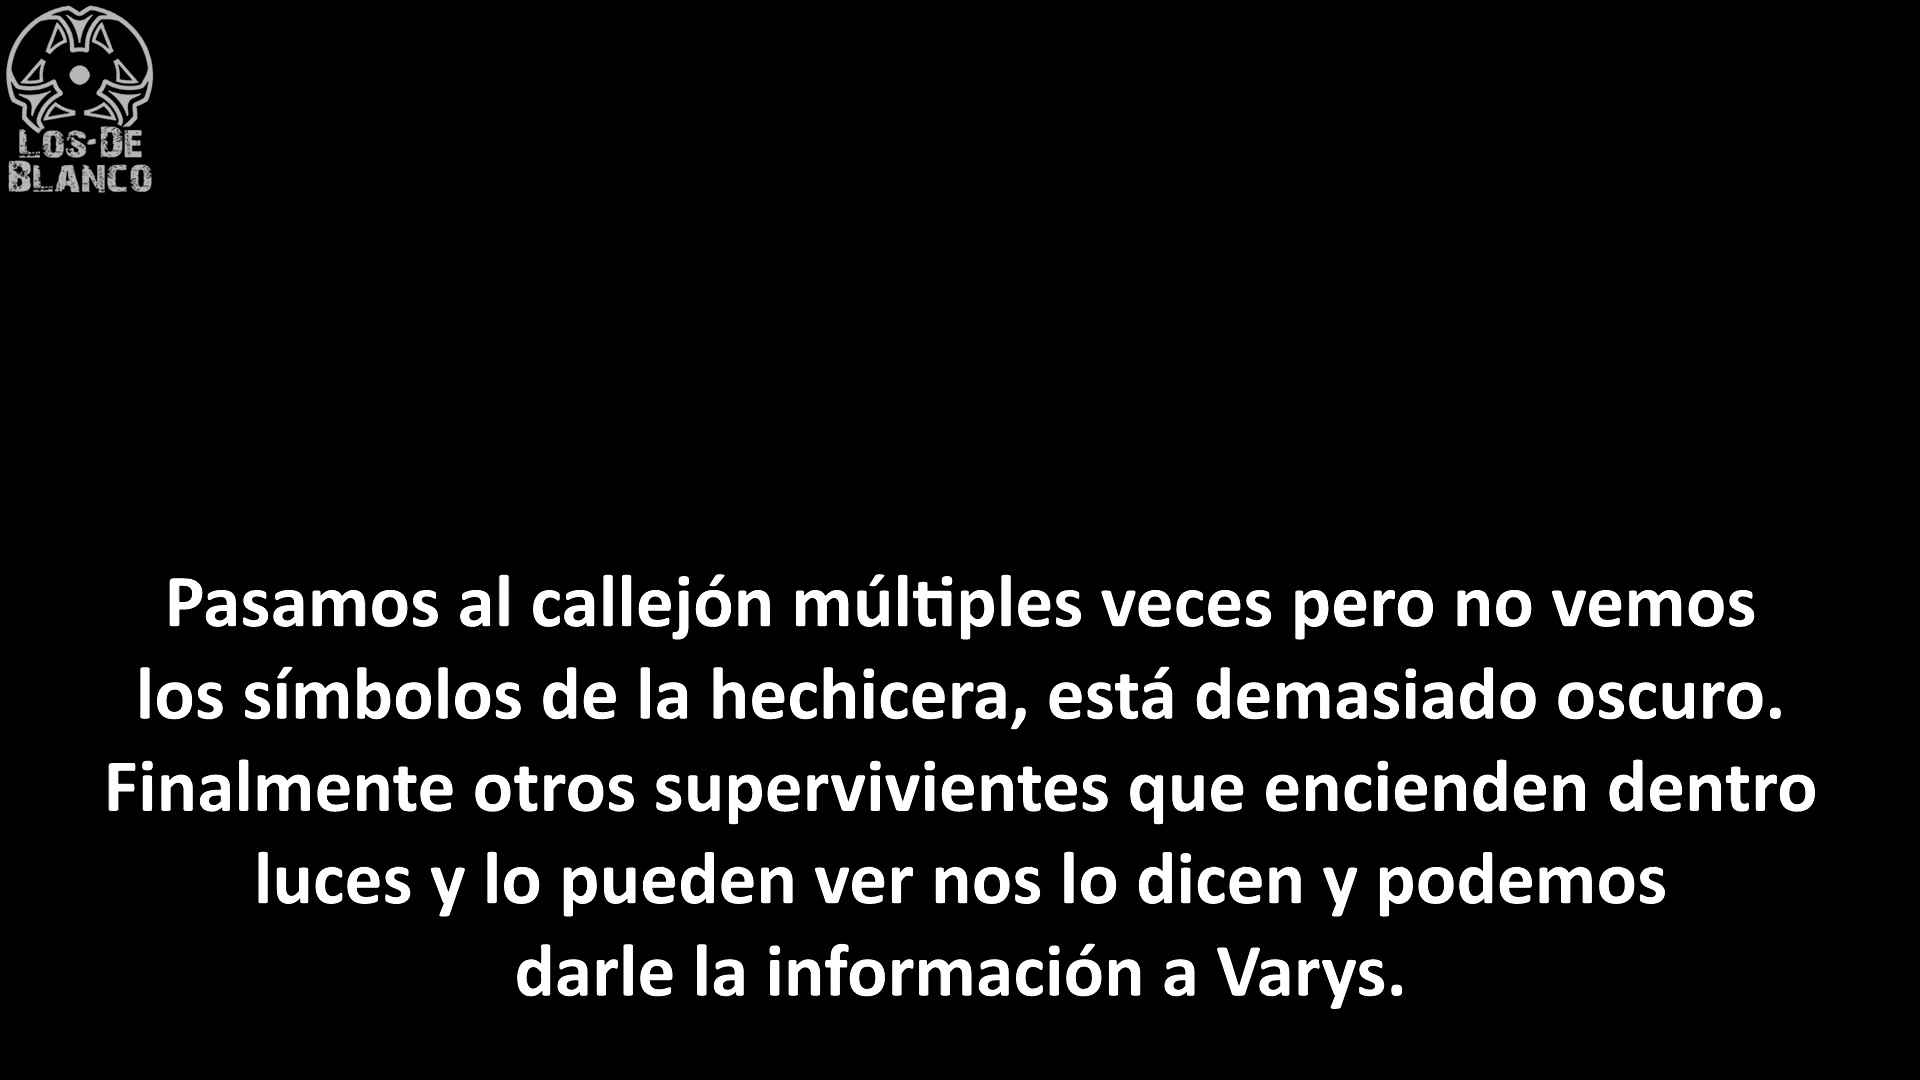 LOS-DE
BLANCO
Pasamos al callejón múltiples veces pero no vemos
los símbolos de la hechicera, está demasiado oscuro.
Finalmente otros supervivientes que encienden dentro
luces y lo pueden ver nos lo dicen y podemos
darle la información a Varys.